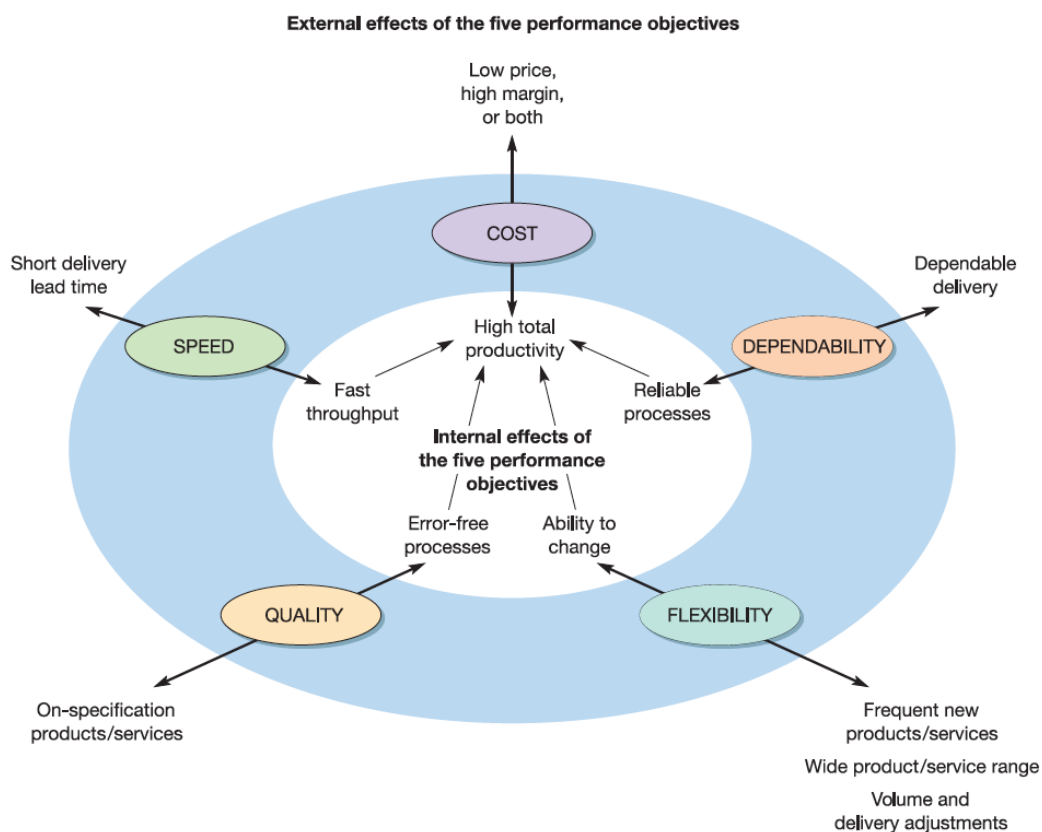 External effects of the five performance objectives
Low price,
high margin,
or both
COST
Short delivery
lead time
Dependable
delivery
SPEED
High total
productivity
DEPENDABILITY
Fast
throughput
Reliable
processes
Internal effects of
the five performance
objectives
Error-free
processes
Ability to
change
QUALITY
FLEXIBILITY
On-specification
products/services
Frequent new
products/services
Wide product/service range
Volume and
delivery adjustments